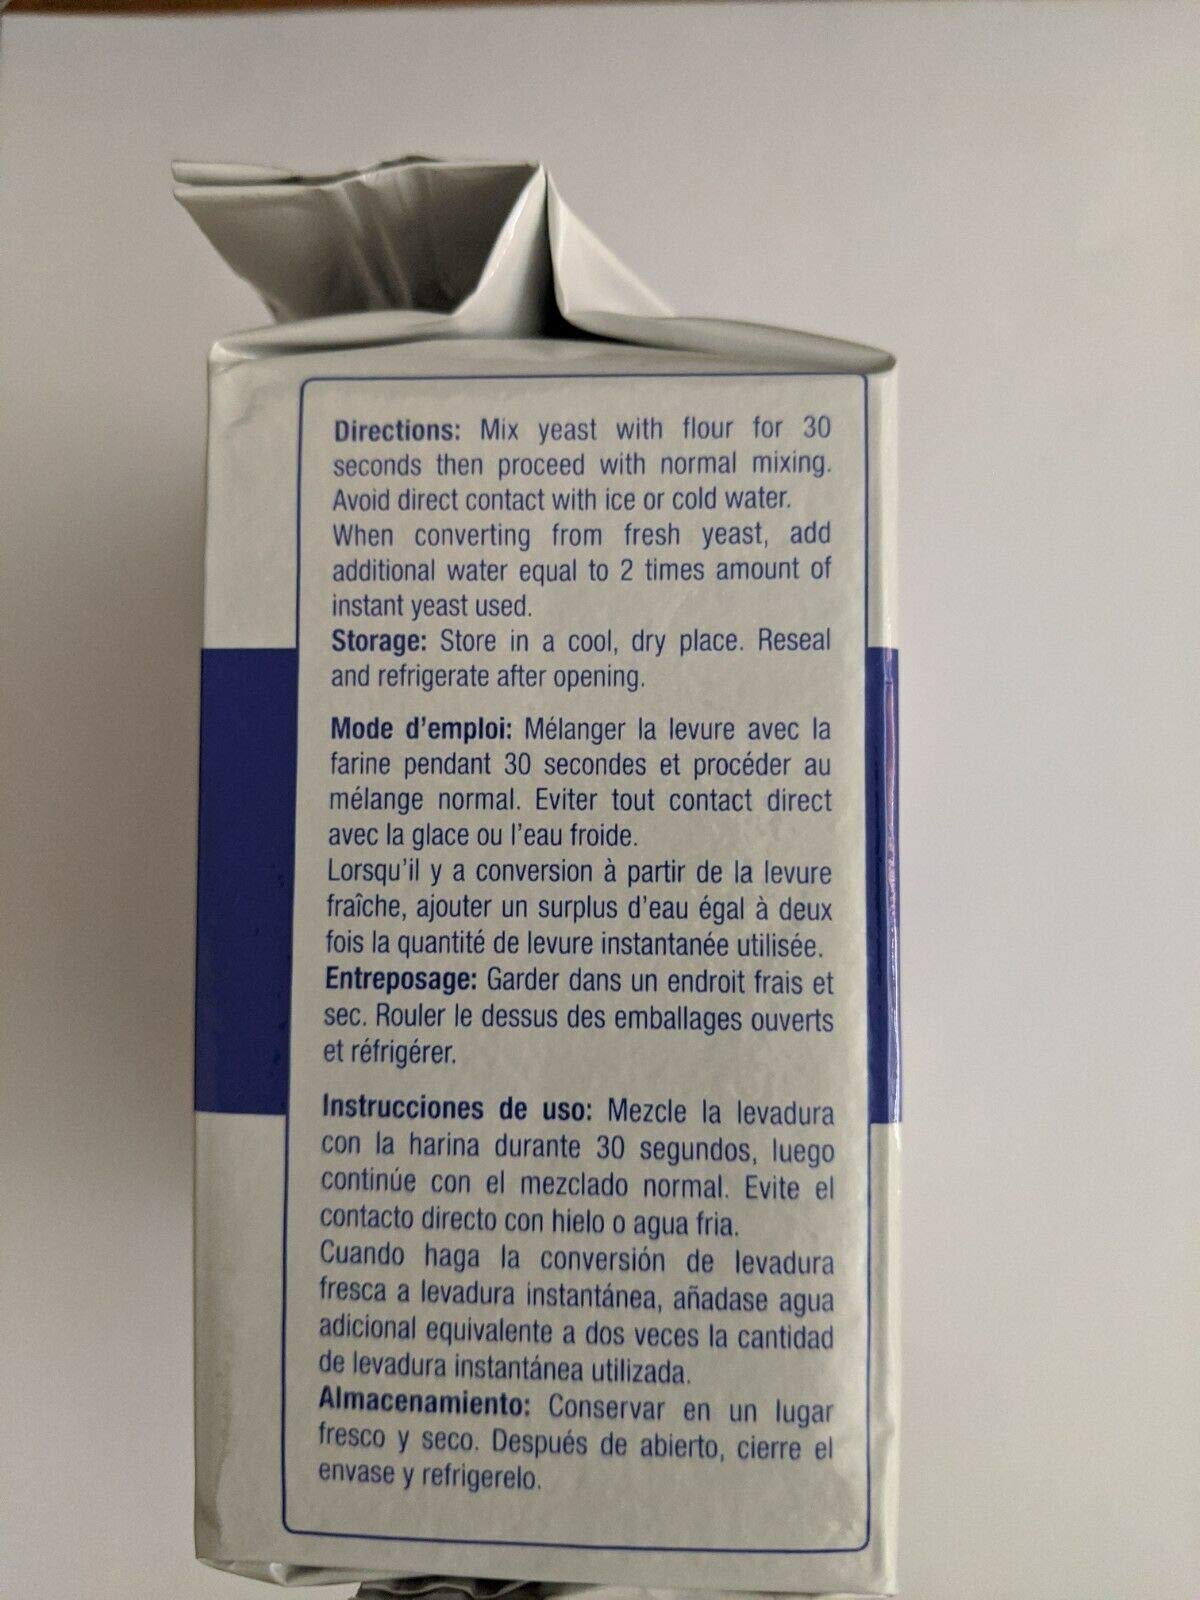 Directions: Mix yeast with flour for 30
seconds then proceed with normal mixing.
Avoid direct contact with ice or cold water.
When converting from fresh yeast, add
additional water equal to 2 times amount of
instant yeast used.
Storage: Store in a cool, dry place. Reseal
and refrigerate after opening.
Mode d'emploi: Mélanger la levure avec la
farine pendant 30 secondes et procéder au
mélange normal. Eviter tout contact direct
avec la glace ou l'eau froide.
Lorsqu'il y a conversion à partir de la levure
fraîche, ajouter un surplus d'eau égal à deux
fois la quantité de levure instantanée utilisée.
Entreposage: Garder dans un endroit frais et
sec. Rouler le dessus des emballages ouverts
et réfrigérer.
Instrucciones de uso: Mezcle la levadura
con la harina durante 30 segundos, luego
continúe con el mezclado normal. Evite el
contacto directo con hielo o agua fria.
Cuando haga la conversión de levadura
fresca a levadura instantánea, añadase agua
adicional equivalente a dos veces la cantidad
de levadura instantánea utilizada.
Almacenamiento: Conservar en un lugar
fresco y seco. Después de abierto, cierre el
envase y refrigerelo.